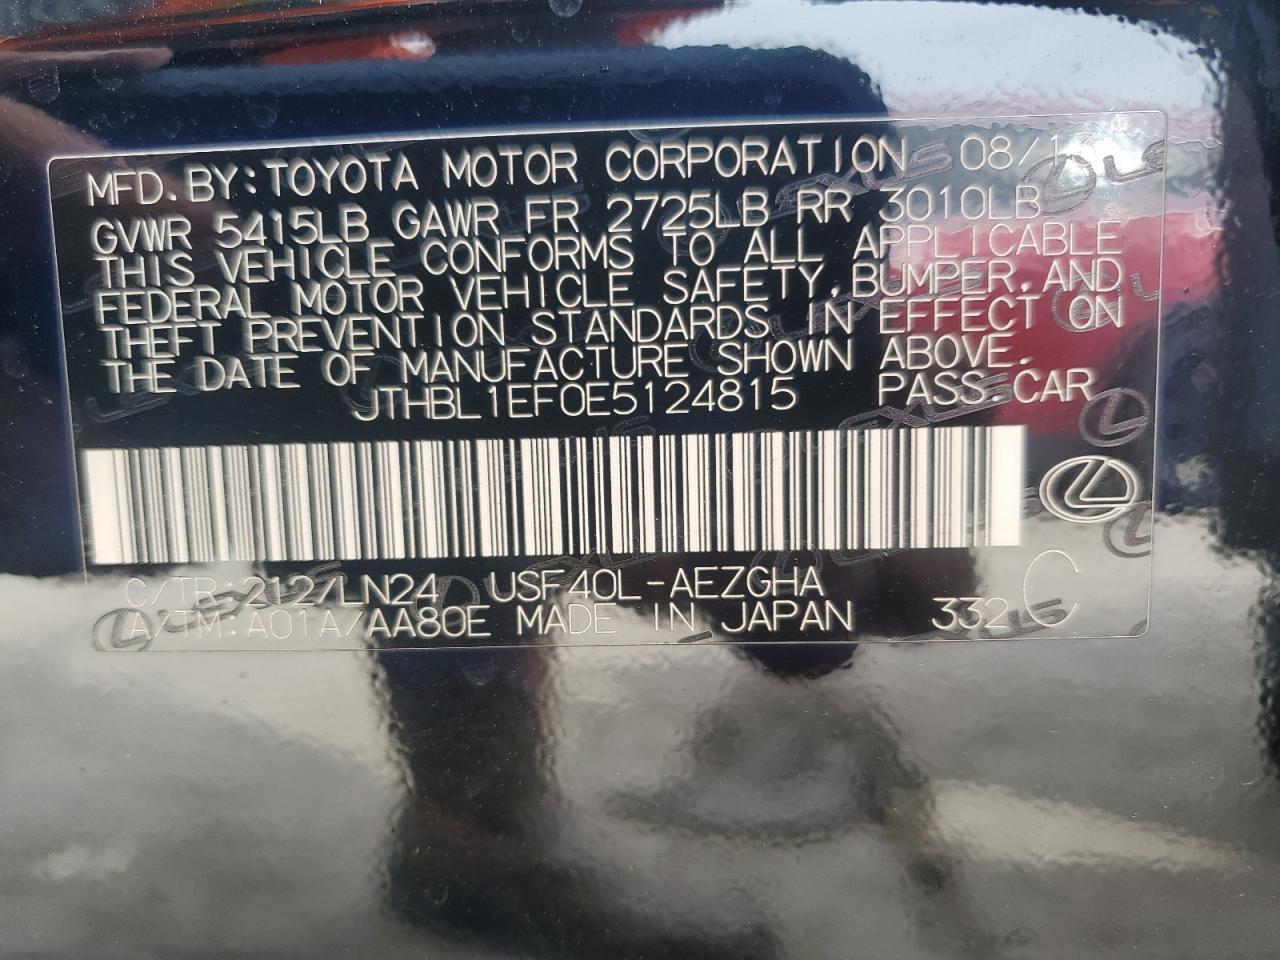 MFD. BY: TOYOTA MOTOR CORPORATION 08/13
GVWR 5415LB GAWR FR 2725LB RR 3010LB
THIS VEHICLE CONFORMS TO ALL APPLICABLE
FEDERAL MOTOR VEHICLE SAFETY, BUMPER, AND
THEFT PREVENTION STANDARDS IN EFFECT ON
THE DATE OF MANUFACTURE SHOWN ABOVE.
JTHBL1EF0E5124815 PASS. CAR
C/TR: 212/LN24 USF40L-AEZGHA
A/TM: A01A/AA80E MADE IN JAPAN 332 C